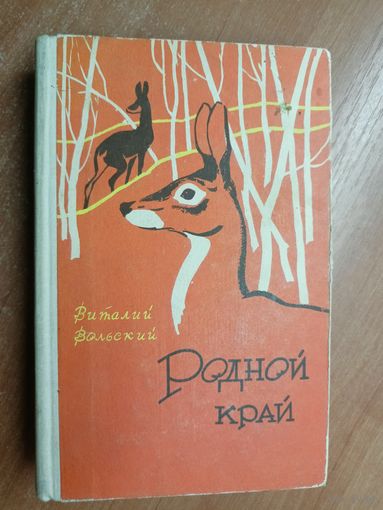 Виталий
Вольский
Родной
край